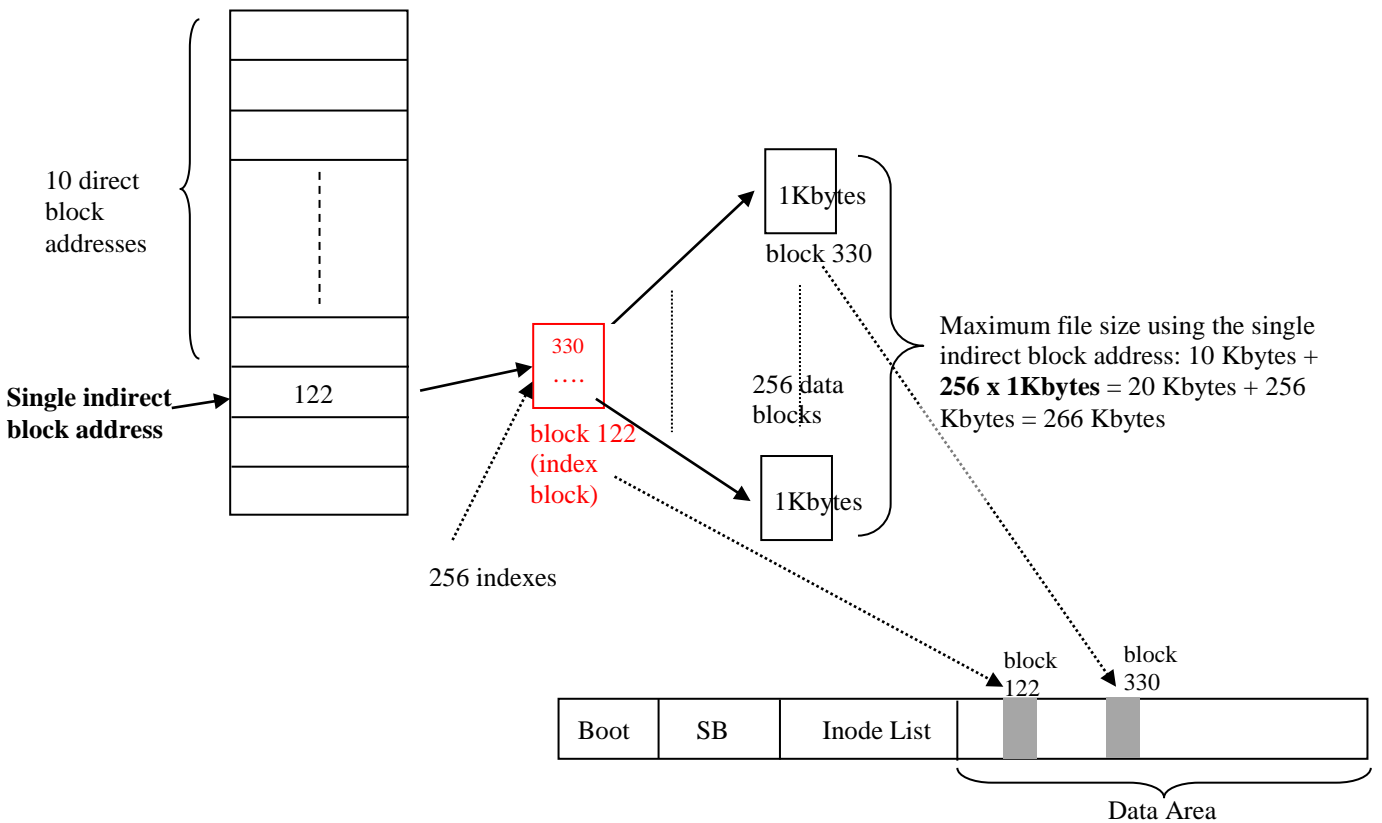 10 direct
block
addresses
Single indirect
block address
122
330
….
block 122
(index
block)
256 indexes
1Kbytes
block 330
256 data
blocks
1Kbytes
Maximum file size using the single
indirect block address: 10 Kbytes +
256 x 1Kbytes = 20 Kbytes + 256
Kbytes = 266 Kbytes
block
122
block
330
Boot
SB
Inode List
Data Area